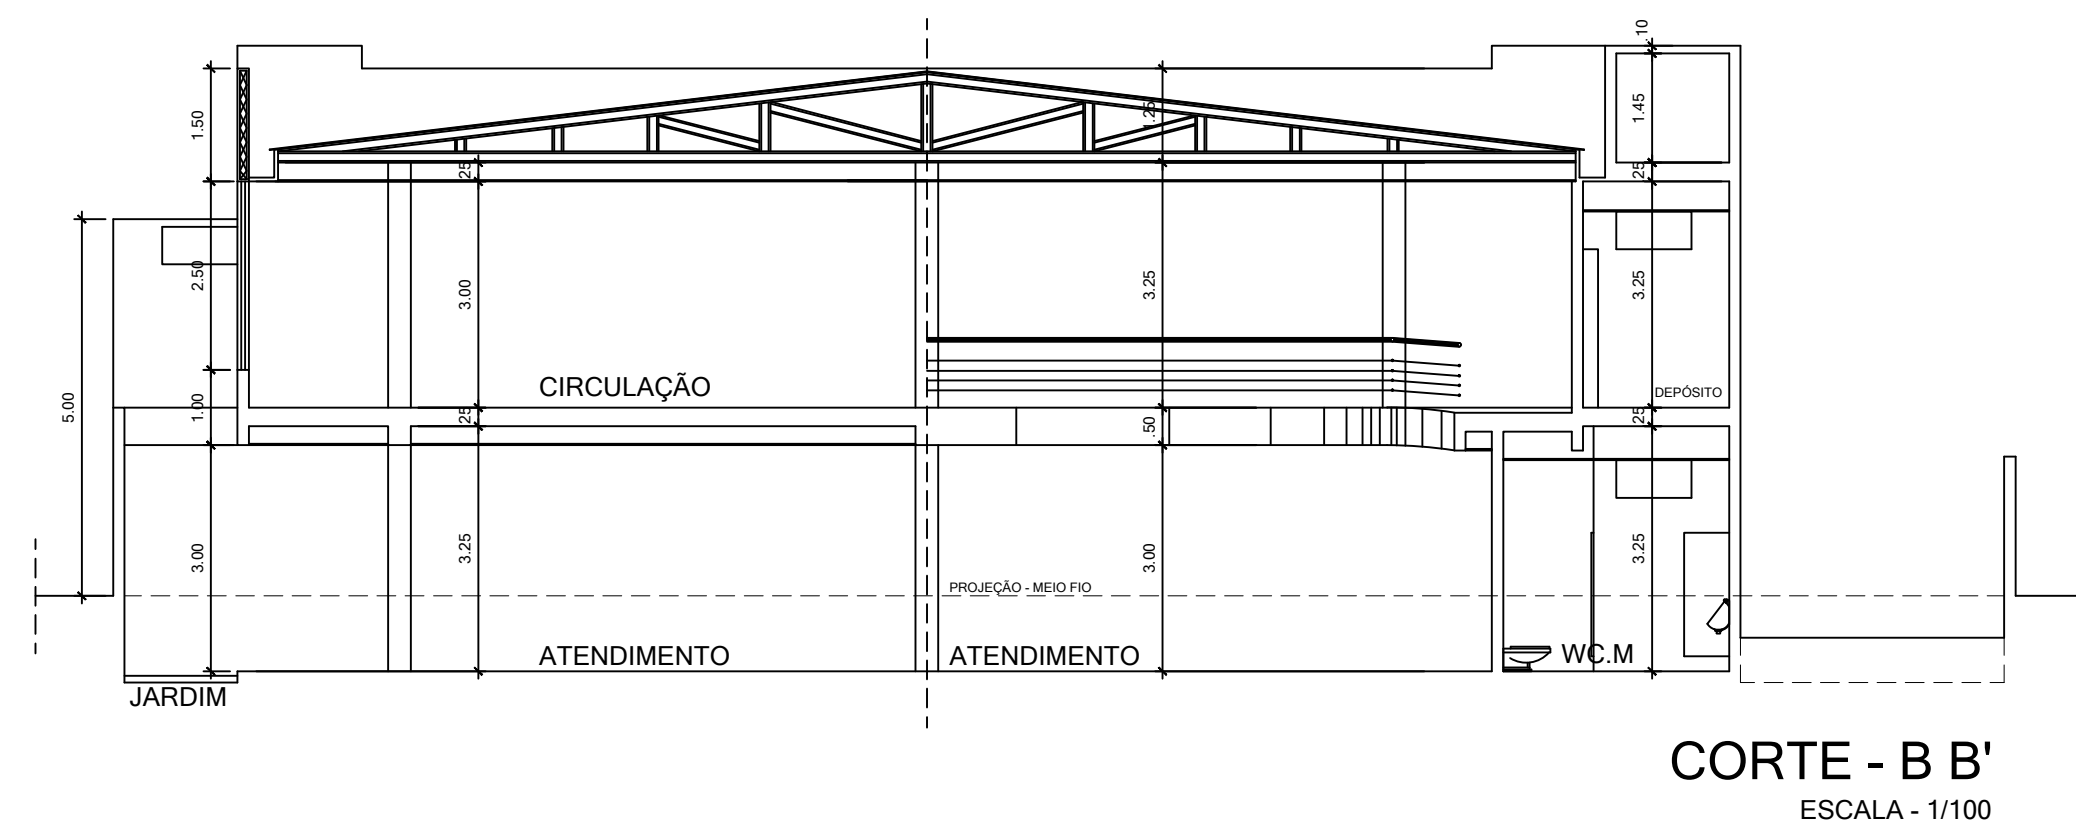 .10
1.50
1.25
1.45
.25
.25
2.50
3.00
3.25
3.25
5.00
1.00
CIRCULAÇÃO
DEPÓSITO
.25
.50
.25
3.00
3.25
3.00
3.25
PROJEÇÃO - MEIO FIO
ATENDIMENTO
ATENDIMENTO
WC.M
JARDIM
CORTE - B B'
ESCALA - 1/100